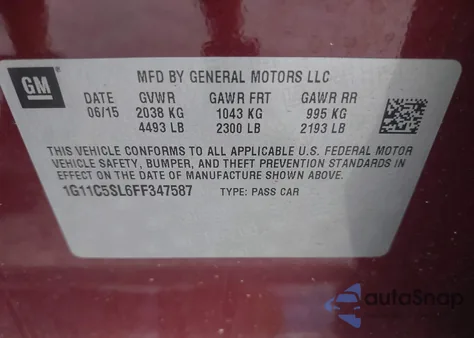 GM
MFD BY GENERAL MOTORS LLC
DATE GVWR GAWR FRT GAWR RR
06/15 2038 KG 1043 KG 995 KG
4493 LB 2300 LB 2193 LB
THIS VEHICLE CONFORMS TO ALL APPLICABLE U.S. FEDERAL MOTOR
VEHICLE SAFETY, BUMPER, AND THEFT PREVENTION STANDARDS IN
EFFECT ON THE DATE OF MANUFACTURE SHOWN ABOVE.
1G11C5SL6FF347587 TYPE: PASS CAR
autoSnap